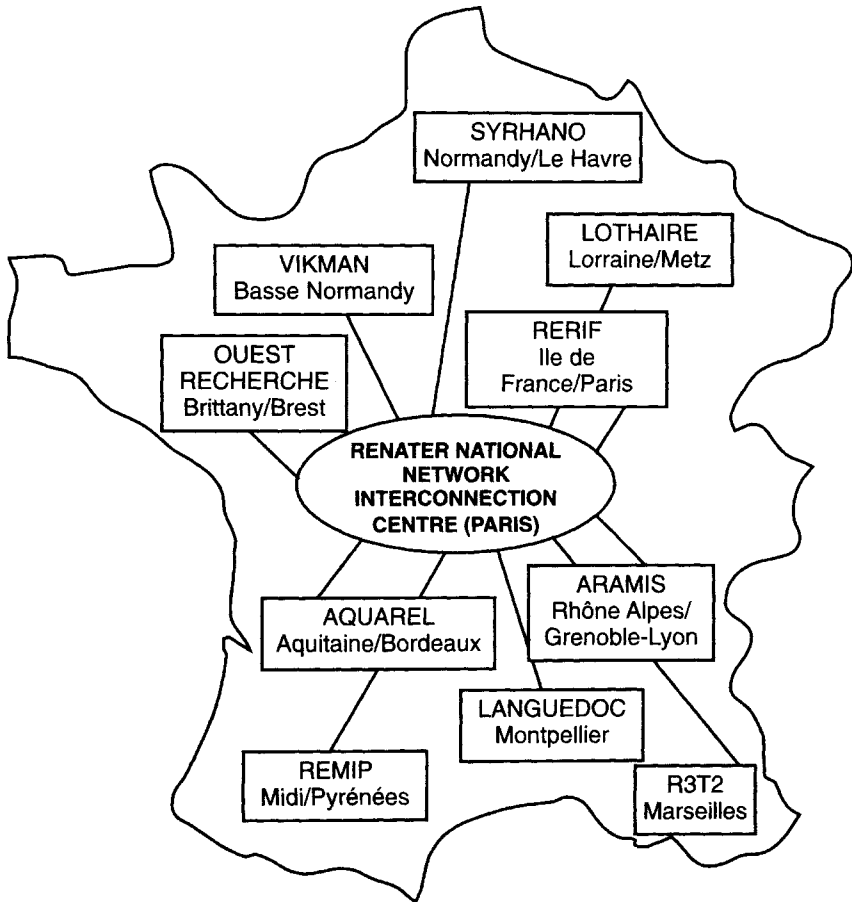 SYRHANO
Normandy/Le Havre
LOTHAIRE
Lorraine/Metz
VIKMAN
Basse Normandy
RERIF
Ile de
France/Paris
OUEST
RECHERCHE
Brittany/Brest
RENATER NATIONAL
NETWORK
INTERCONNECTION
CENTRE (PARIS)
ARAMIS
Rhône Alpes/
Grenoble-Lyon
AQUAREL
Aquitaine/Bordeaux
LANGUEDOC
Montpellier
REMIP
Midi/Pyrénées
R3T2
Marseilles